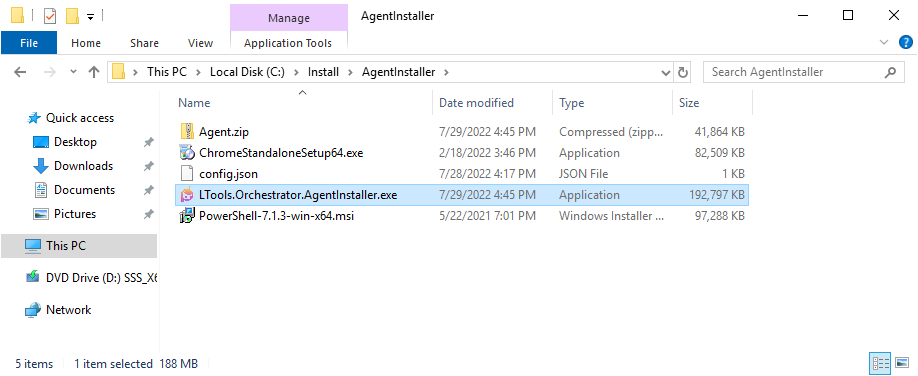 Manage AgentInstaller
File Home Share View Application Tools
This PC Local Disk (C:) Install AgentInstaller Search AgentInstaller
Name Date modified Type Size
Quick access
Desktop
Downloads
Documents
Pictures
This PC
DVD Drive (D:) SSS_X6
Network
Agent.zip 7/29/2022 4:45 PM Compressed (zipp... 41,864 KB
ChromeStandaloneSetup64.exe 2/18/2022 3:46 PM Application 82,509 KB
config.json 7/28/2022 4:17 PM JSON File 1 KB
LTools.Orchestrator.AgentInstaller.exe 7/29/2022 4:45 PM Application 192,797 KB
PowerShell-7.1.3-win-x64.msi 5/22/2021 7:01 PM Windows Installer ... 97,288 KB
5 items 1 item selected 188 MB